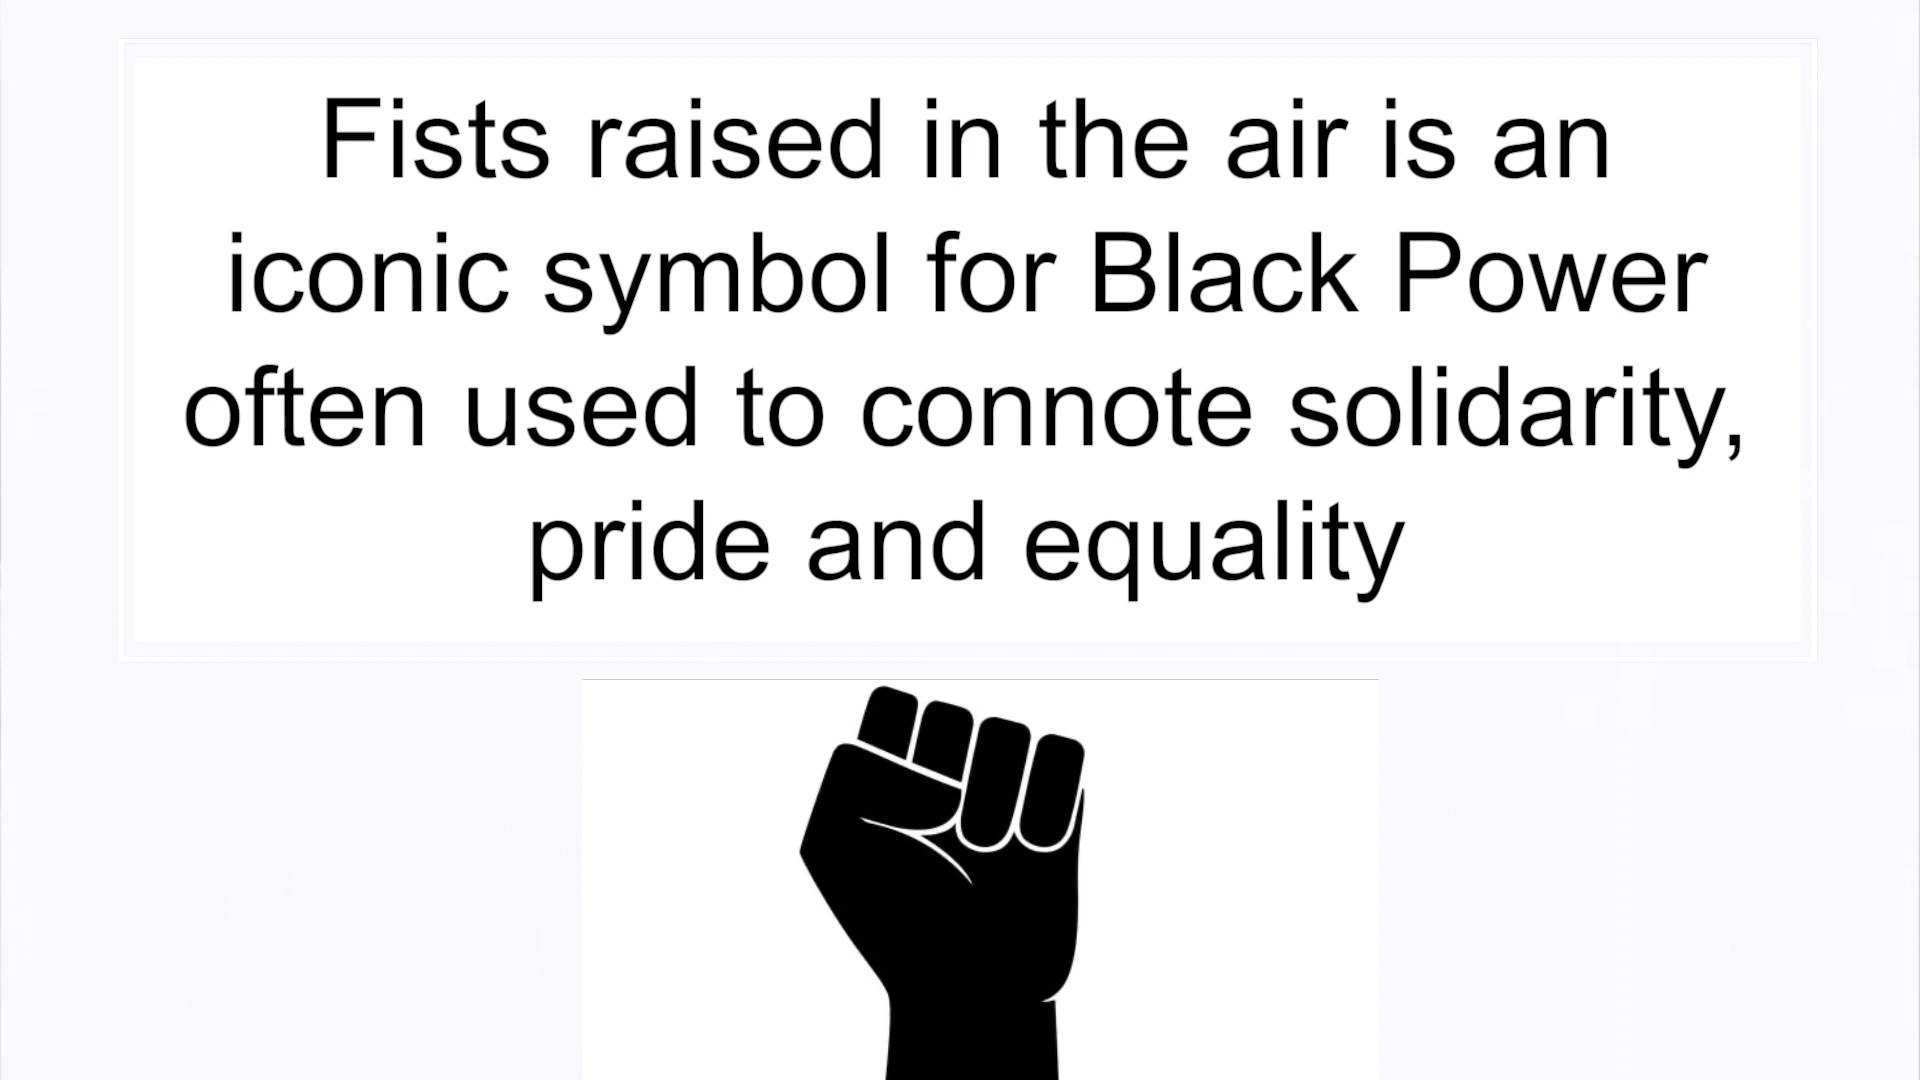 Fists raised in the air is an
iconic symbol for Black Power
often used to connote solidarity,
pride and equality